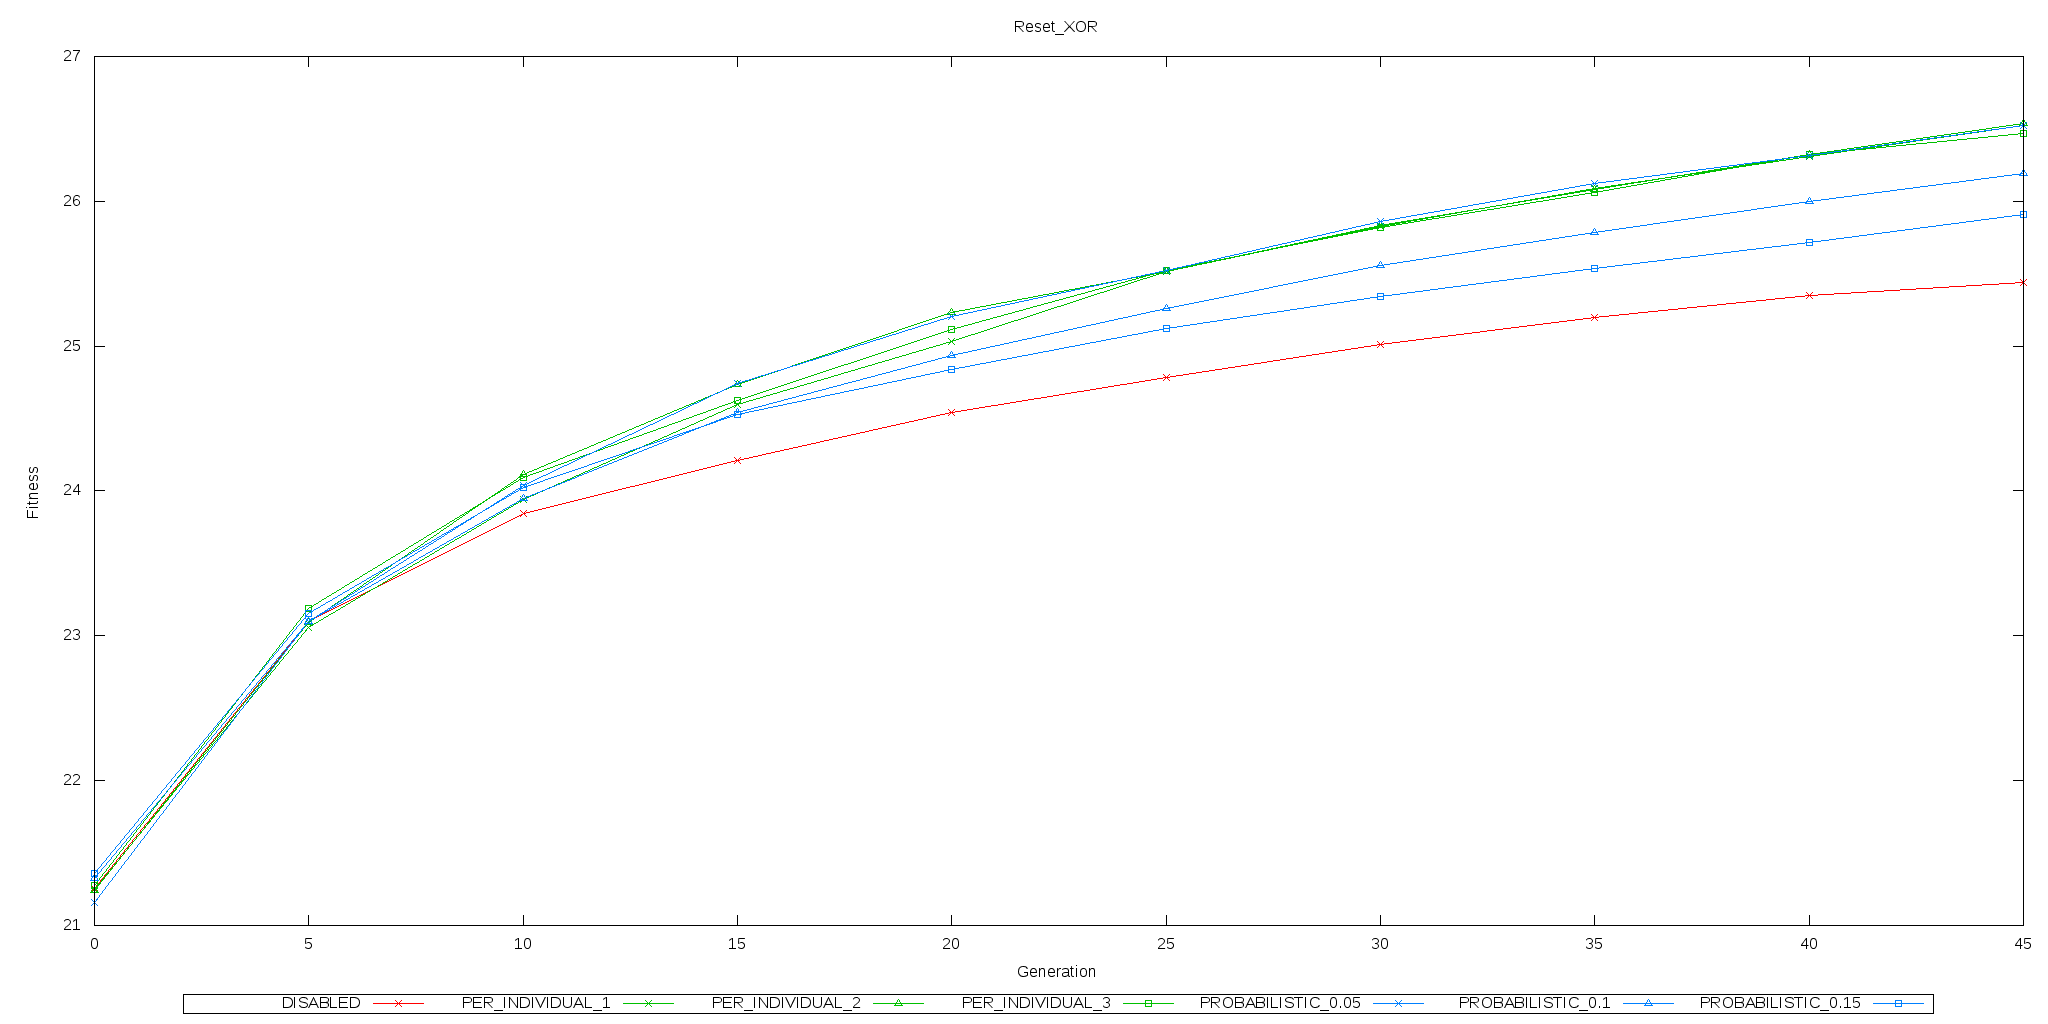 Reset_XOR
27
26
25
24
23
22
21
Fitness
0 5 10 15 20 25 30 35 40 45
Generation
DISABLED PER_INDIVIDUAL_1 PER_INDIVIDUAL_2 PER_INDIVIDUAL_3 PROBABILISTIC_0.05 PROBABILISTIC_0.1 PROBABILISTIC_0.15